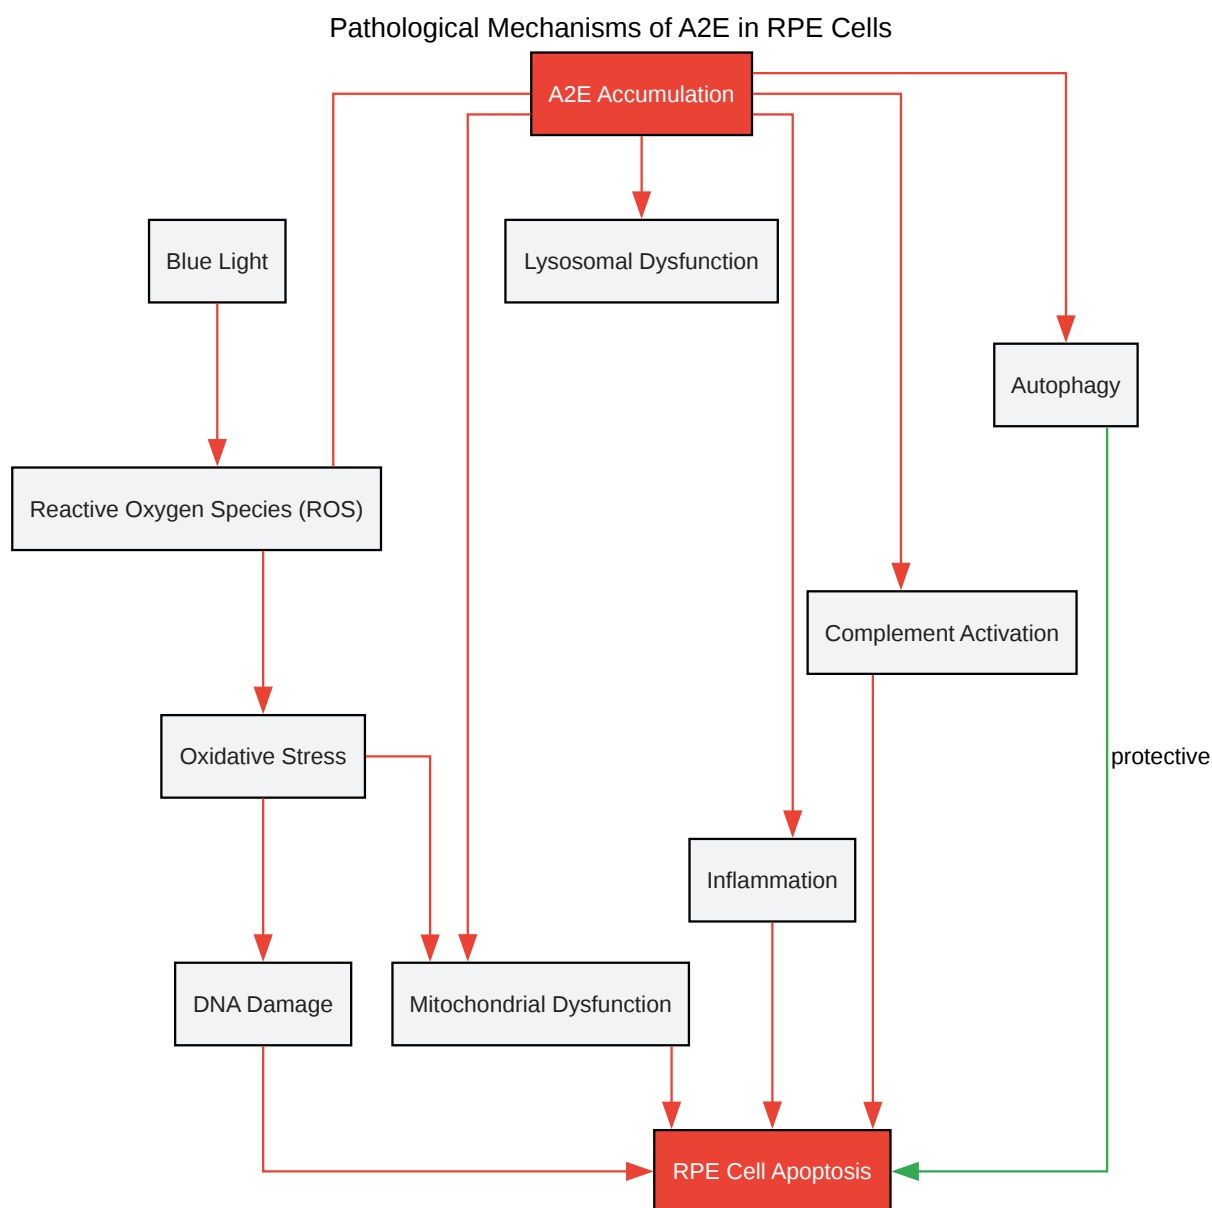 Pathological Mechanisms of A2E in RPE Cells
A2E Accumulation
Blue Light
Lysosomal Dysfunction
Autophagy
Reactive Oxygen Species (ROS)
Complement Activation
Oxidative Stress
protective
Inflammation
DNA Damage
Mitochondrial Dysfunction
RPE Cell Apoptosis